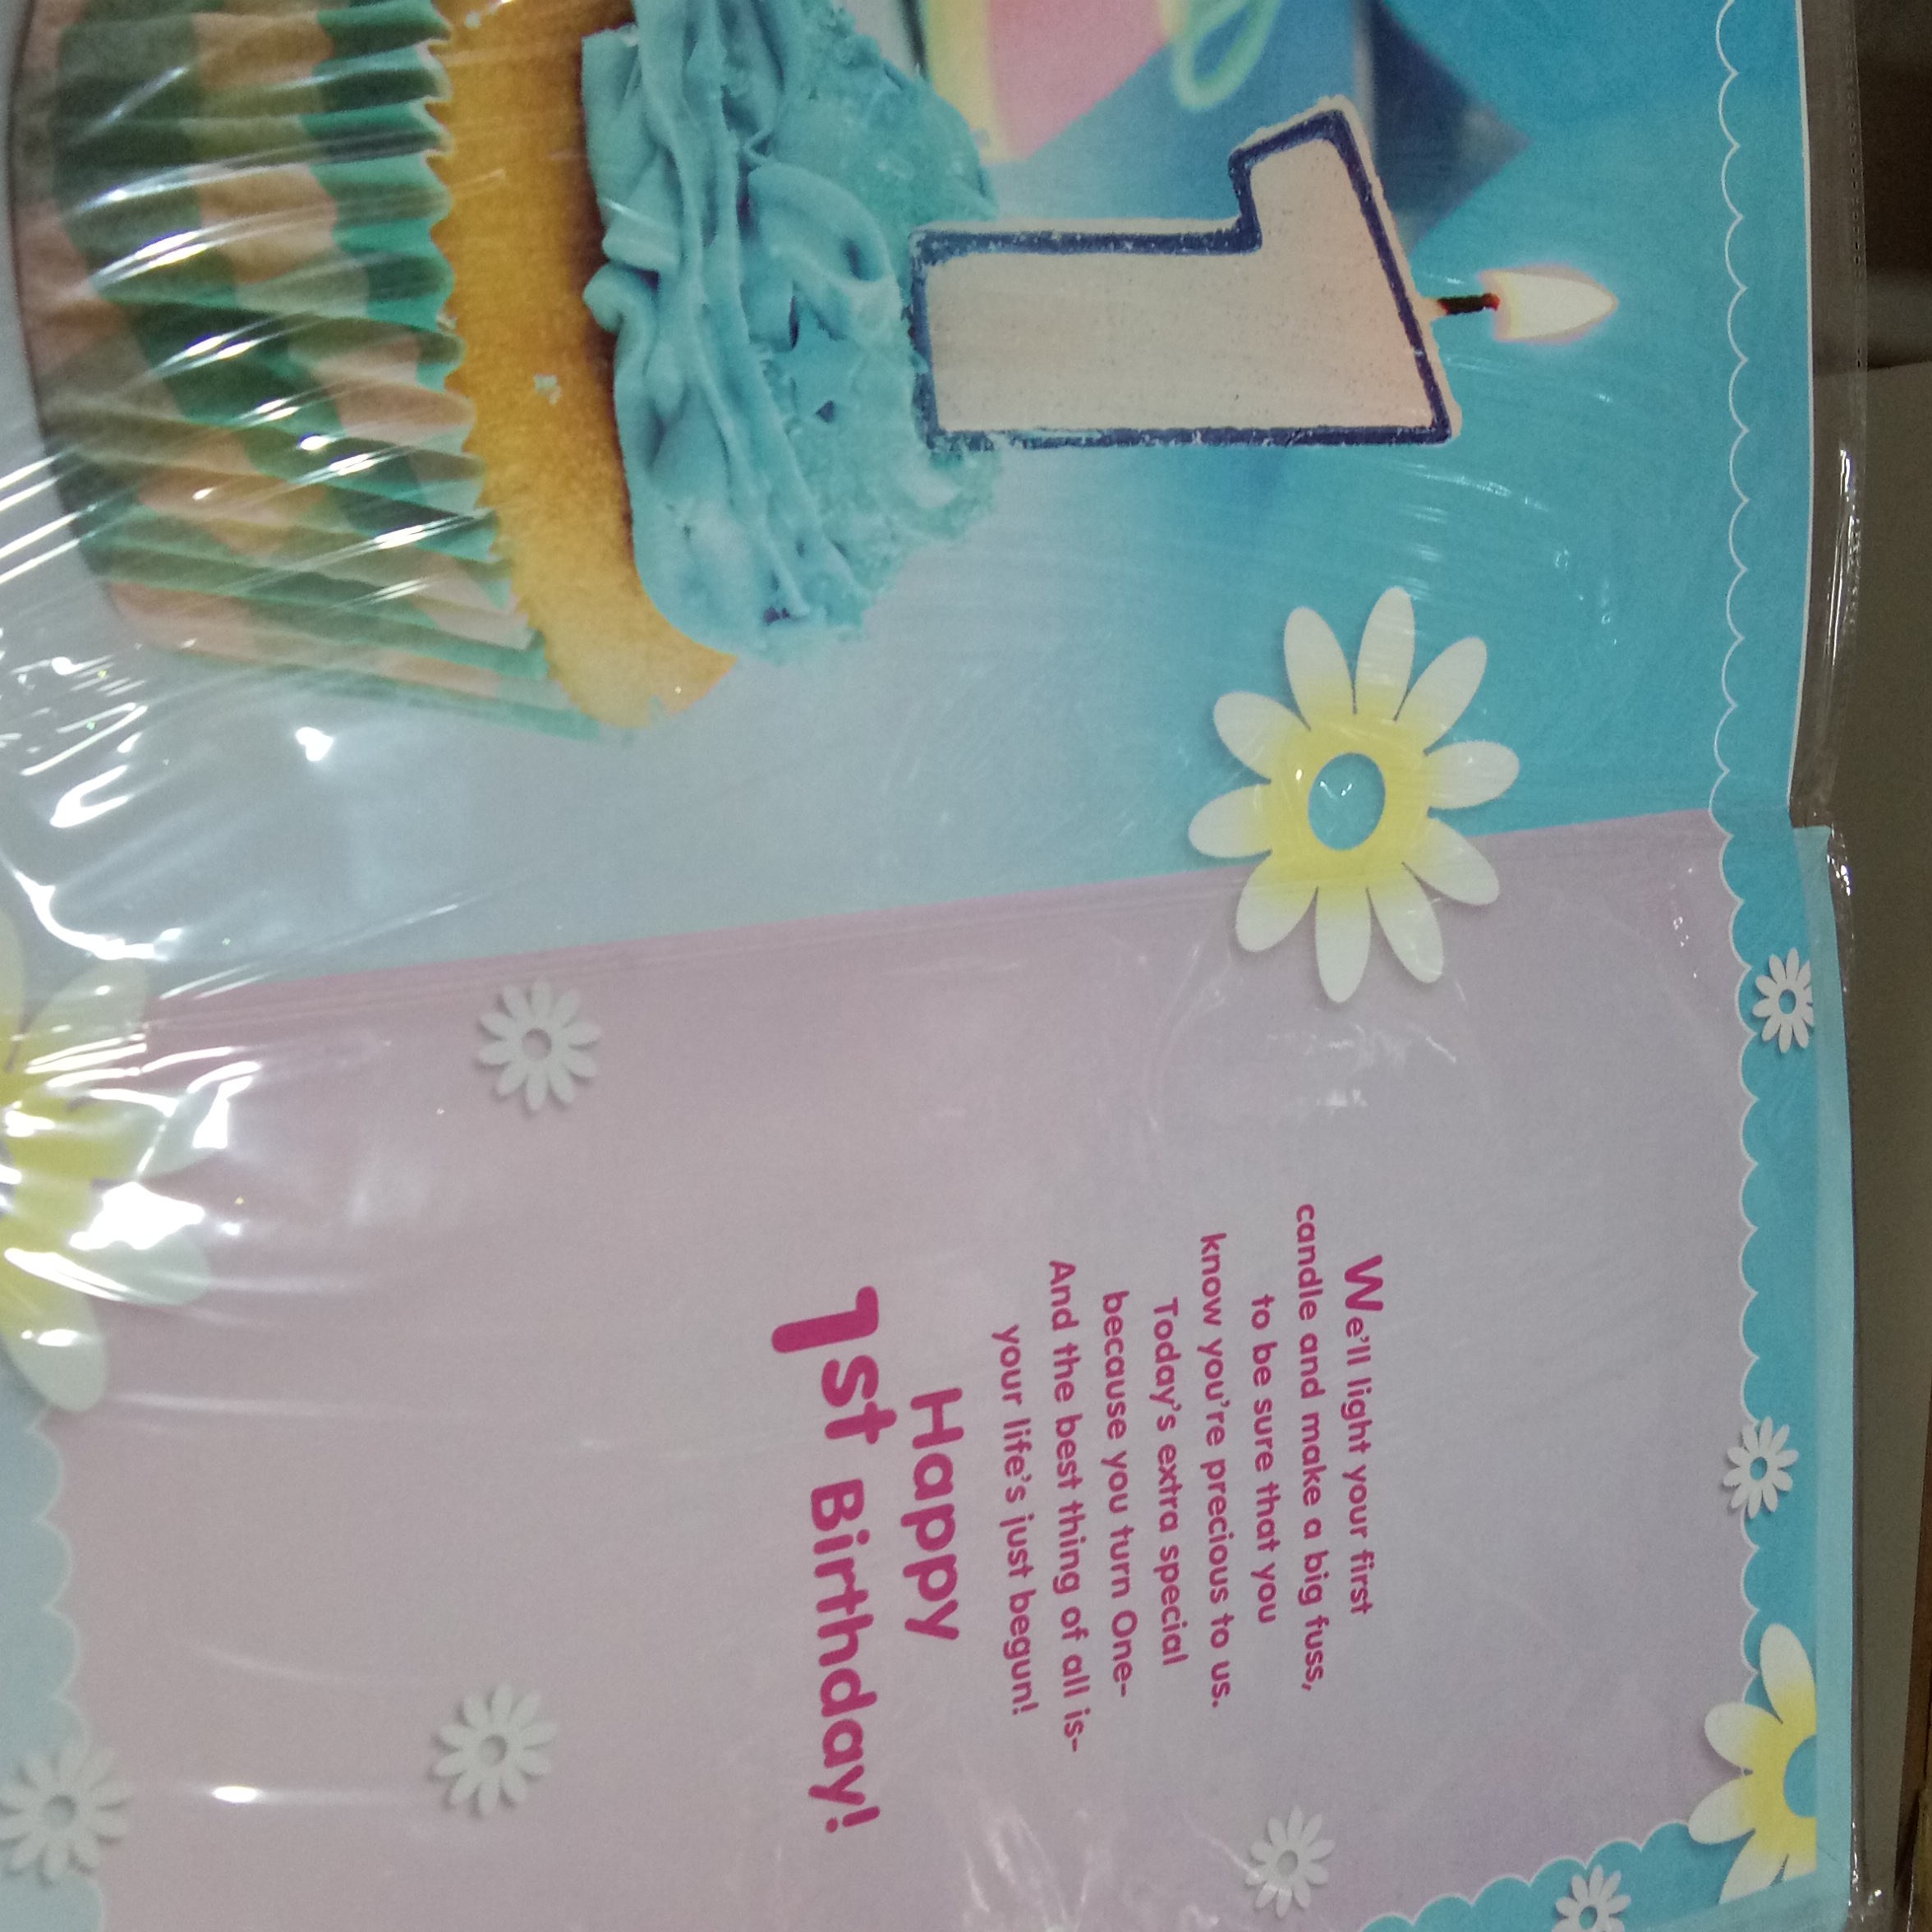 We'll light your first
candle and make a big fuss,
to be sure that you
know you're precious to us.
Today's extra special
because you turn One-
And the best thing of all is-
your life's just begun!
Happy
1st Birthday!
1